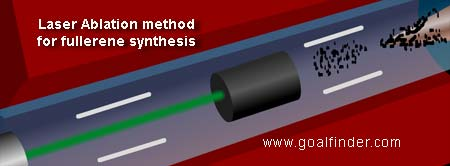 Laser Ablation method
for fullerene synthesis
www.goalfinder.com